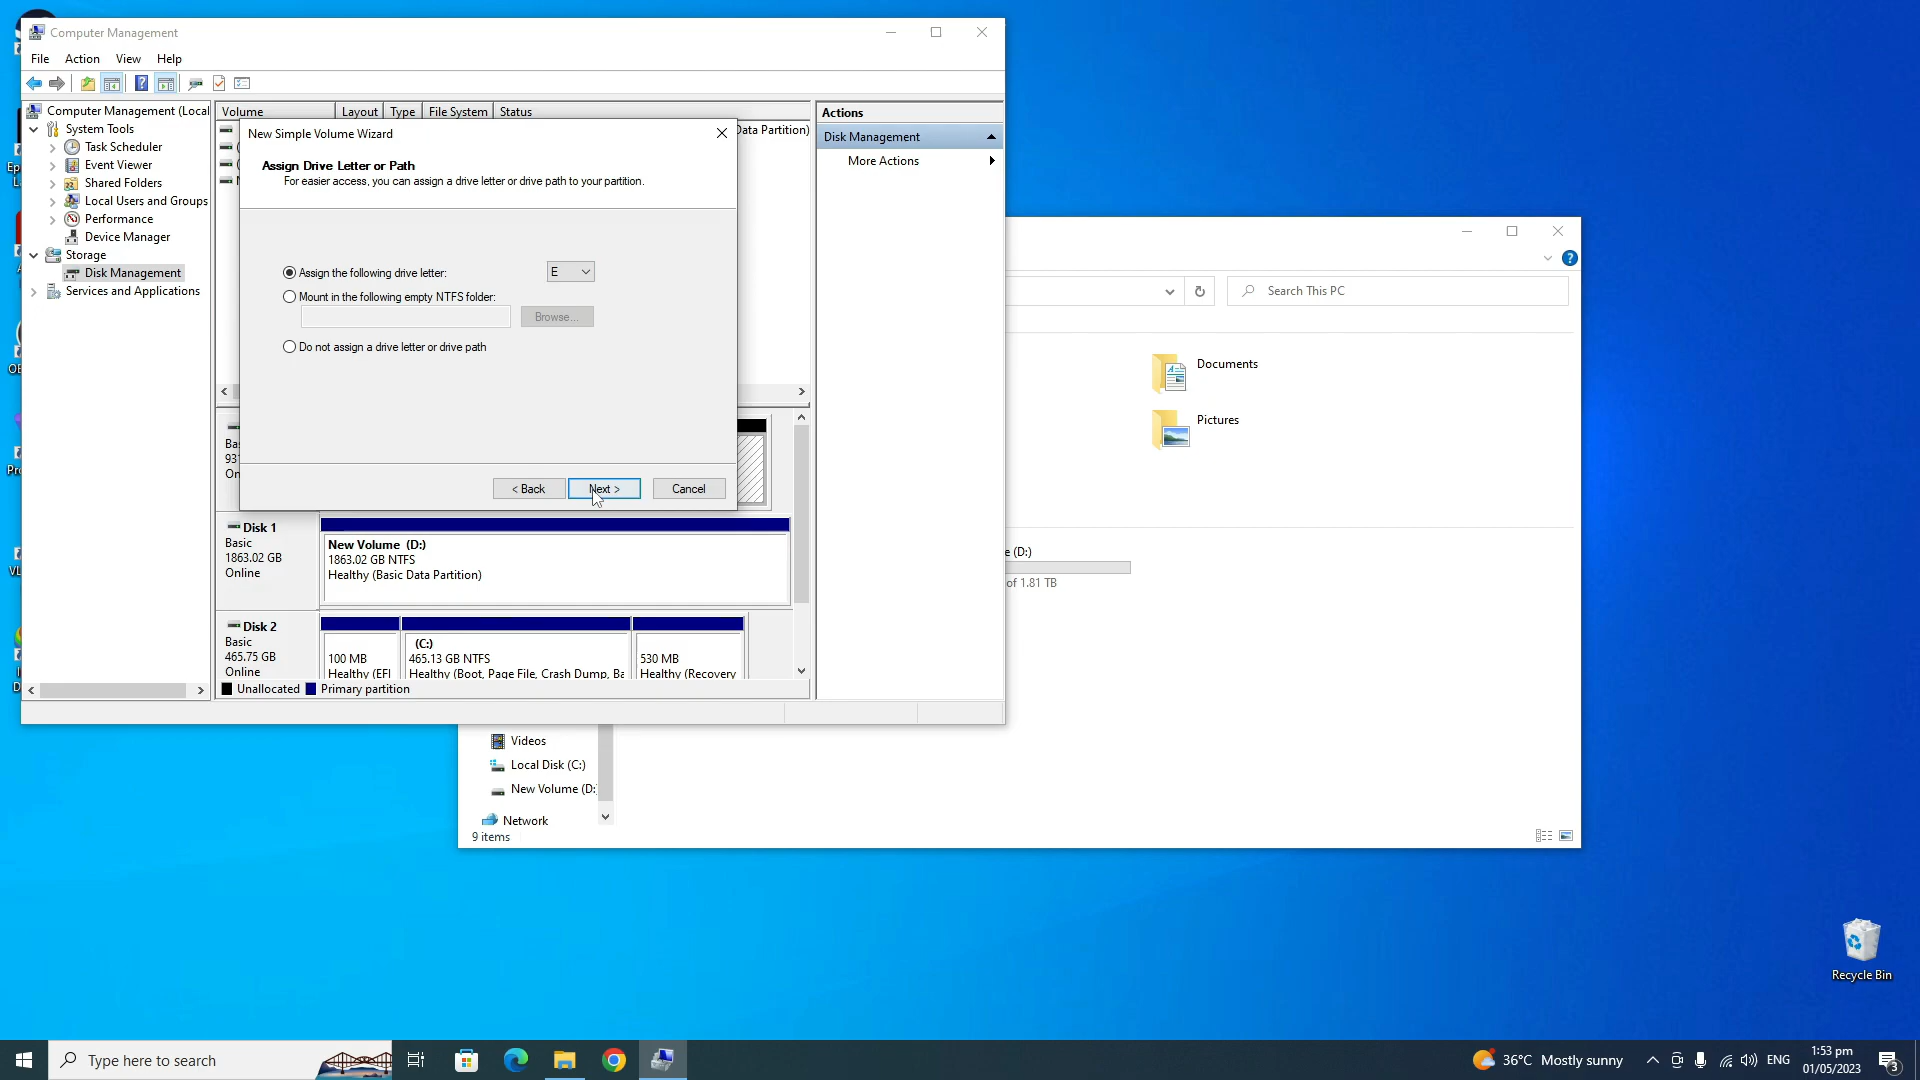 Computer Management
File Action View Help
Computer Management (Local
System Tools
Task Scheduler
Event Viewer
Shared Folders
Local Users and Groups
Performance
Device Manager
Storage
Disk Management
Services and Applications
Volume Layout Type File System Status
Data Partition)
New Simple Volume Wizard
Assign Drive Letter or Path
For easier access, you can assign a drive letter or drive path to your partition.
Assign the following drive letter: E
Mount in the following empty NTFS folder:
Browse...
Do not assign a drive letter or drive path
< Back Next > Cancel
Ba
931
On
Disk 1
Basic
1863.02 GB
Online
New Volume (D:)
1863.02 GB NTFS
Healthy (Basic Data Partition)
Disk 2
Basic
465.75 GB
Online
100 MB
Healthy (EFI
(C:)
465.13 GB NTFS
Healthy (Boot, Page File, Crash Dump, Ba
530 MB
Healthy (Recovery
Unallocated Primary partition
Actions
Disk Management
More Actions
Search This PC
Documents
Pictures
e (D:)
of 1.81 TB
Videos
Local Disk (C:)
New Volume (D:
Network
9 items
Recycle Bin
Type here to search
36°C Mostly sunny
ENG
1:53 pm
01/05/2023
3